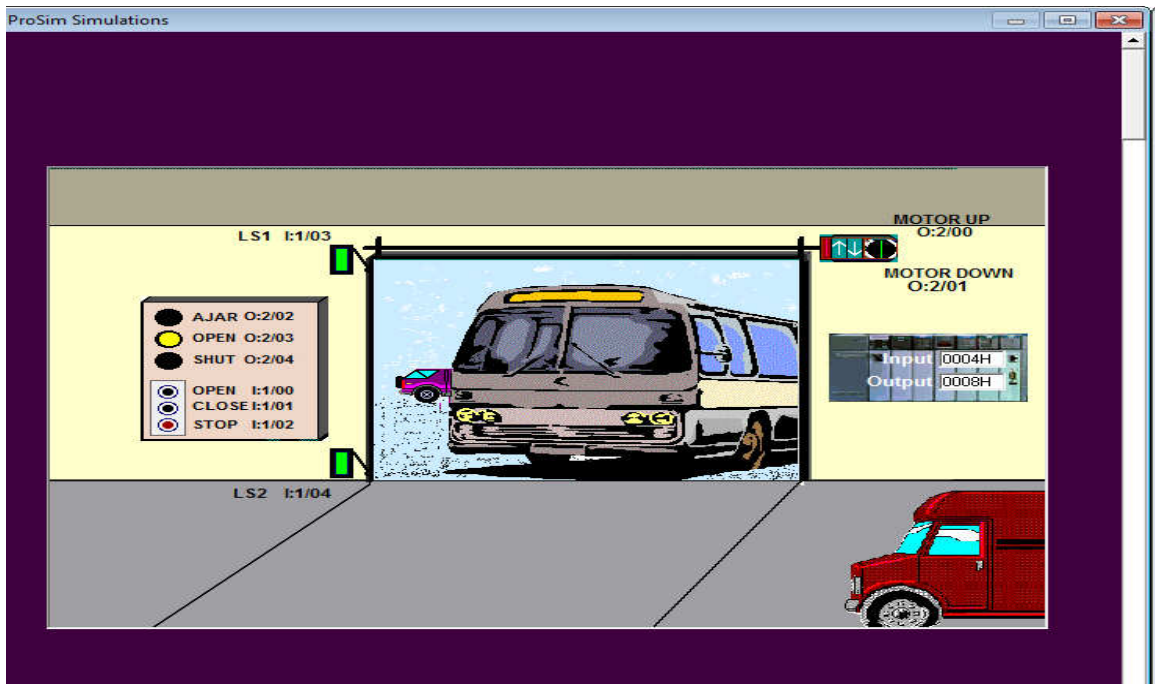 ProSim Simulations
MOTOR UP
O:2/00
LS1 I:1/03
MOTOR DOWN
O:2/01
AJAR O:2/02
OPEN O:2/03
SHUT O:2/04
Input 0004H
Output 0008H
OPEN I:1/00
CLOSE I:1/01
STOP I:1/02
LS2 I:1/04